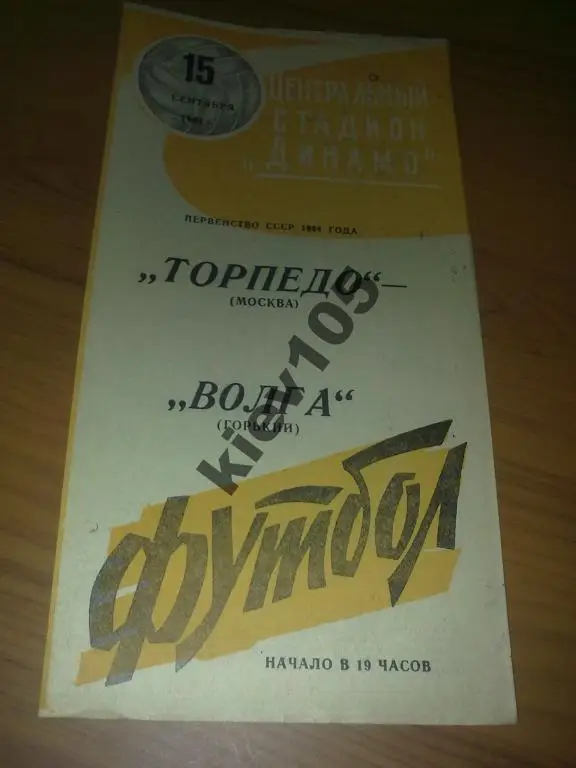 15
СЕНТЯБРЯ
ЦЕНТРАЛЬНЫЙ
СТАДИОН
„ДИНАМО"
ПЕРВЕНСТВО СССР 1964 ГОДА
„ТОРПЕДО“—
(МОСКВА)
„ВОЛГА“
(ГОРЬКИЙ)
kiev105
футбол
НАЧАЛО В 19 ЧАСОВ